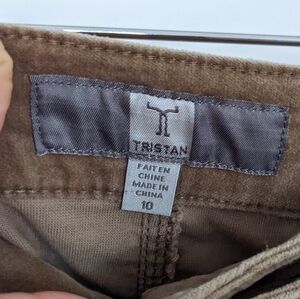 TRISTAN
FAIT EN
CHINE
MADE IN
CHINA
10